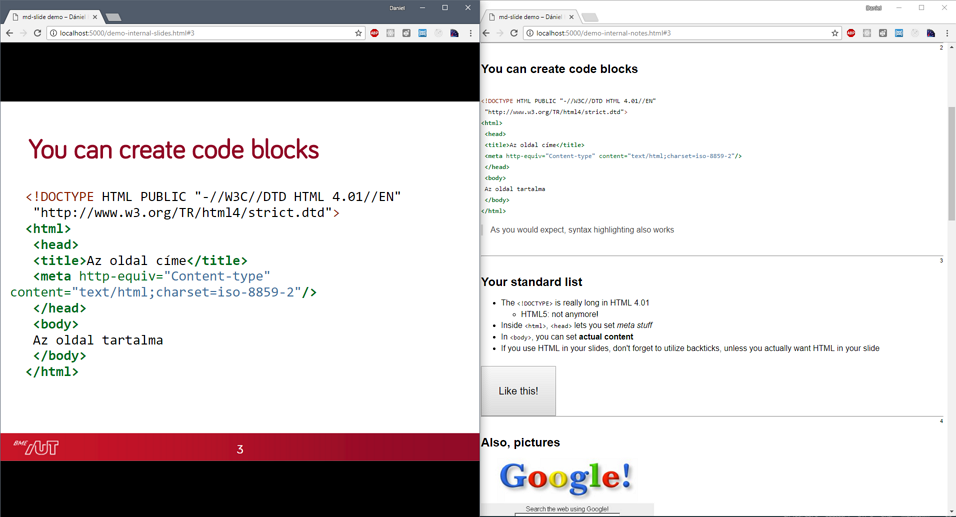 Daniel
md-slide demo – Dániel
localhost:5000/demo-internal-slides.html#3
You can create code blocks
<!DOCTYPE HTML PUBLIC "-//W3C//DTD HTML 4.01//EN"
"http://www.w3.org/TR/html4/strict.dtd">
<html>
<head>
<title>Az oldal címe</title>
<meta http-equiv="Content-type"
content="text/html;charset=iso-8859-2"/>
</head>
<body>
Az oldal tartalma
</body>
</html>
BME AUT
3
Daniel
md-slide demo – Dániel
localhost:5000/demo-internal-notes.html#3
2
You can create code blocks
<!DOCTYPE HTML PUBLIC "-//W3C//DTD HTML 4.01//EN"
"http://www.w3.org/TR/html4/strict.dtd">
<html>
<head>
<title>Az oldal címe</title>
<meta http-equiv="Content-type" content="text/html;charset=iso-8859-2"/>
</head>
<body>
Az oldal tartalma
</body>
</html>
As you would expect, syntax highlighting also works
3
Your standard list
• The <!DOCTYPE> is really long in HTML 4.01
○ HTML5: not anymore!
• Inside <html>, <head> lets you set meta stuff
• In <body>, you can set actual content
• If you use HTML in your slides, don't forget to utilize backticks, unless you actually want HTML in your slide
Like this!
4
Also, pictures
Google!
Search the web using Google!